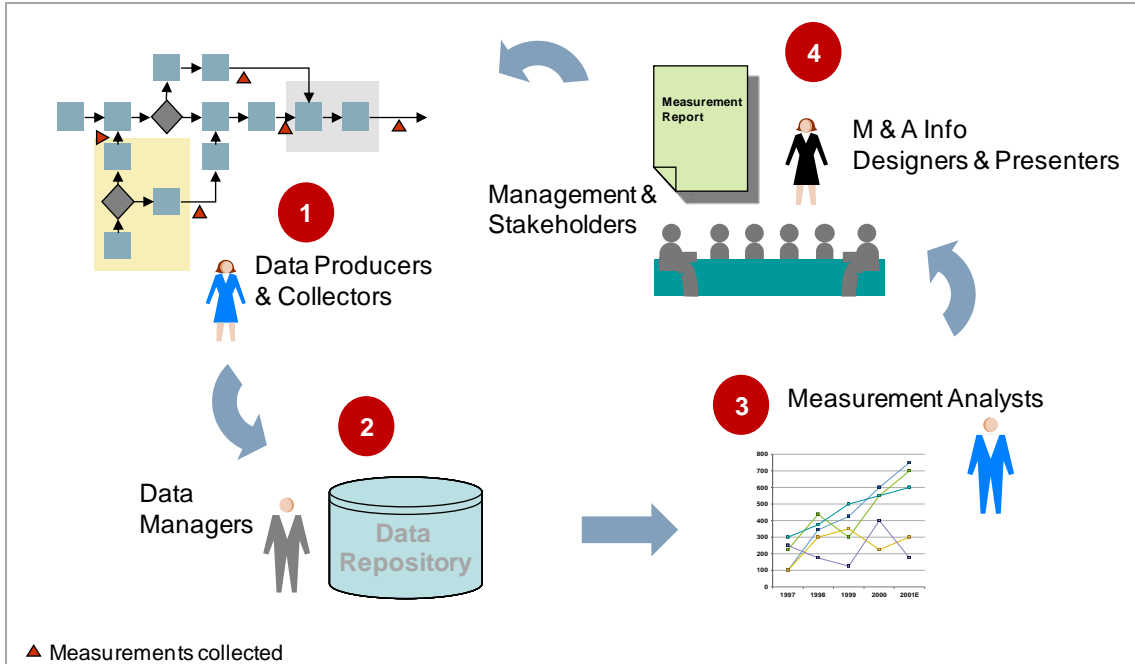 4
Measurement
Report
M & A Info
Designers & Presenters
Management &
Stakeholders
1
Data Producers
& Collectors
3
Measurement Analysts
2
Data
Managers
Data
Repository
800
700
600
500
400
300
200
100
0
1997
1998
1999
2000
2001E
Measurements collected